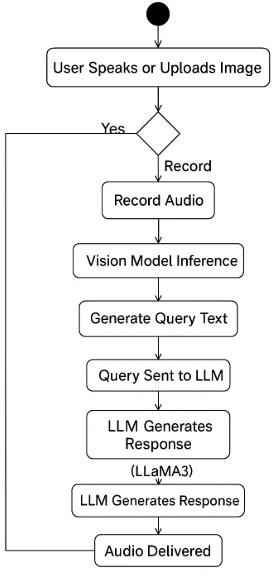 User Speaks or Uploads Image
Yes
Record
Record Audio
Vision Model Inference
Generate Query Text
Query Sent to LLM
LLM Generates
Response
(LLaMA3)
LLM Generates Response
Audio Delivered